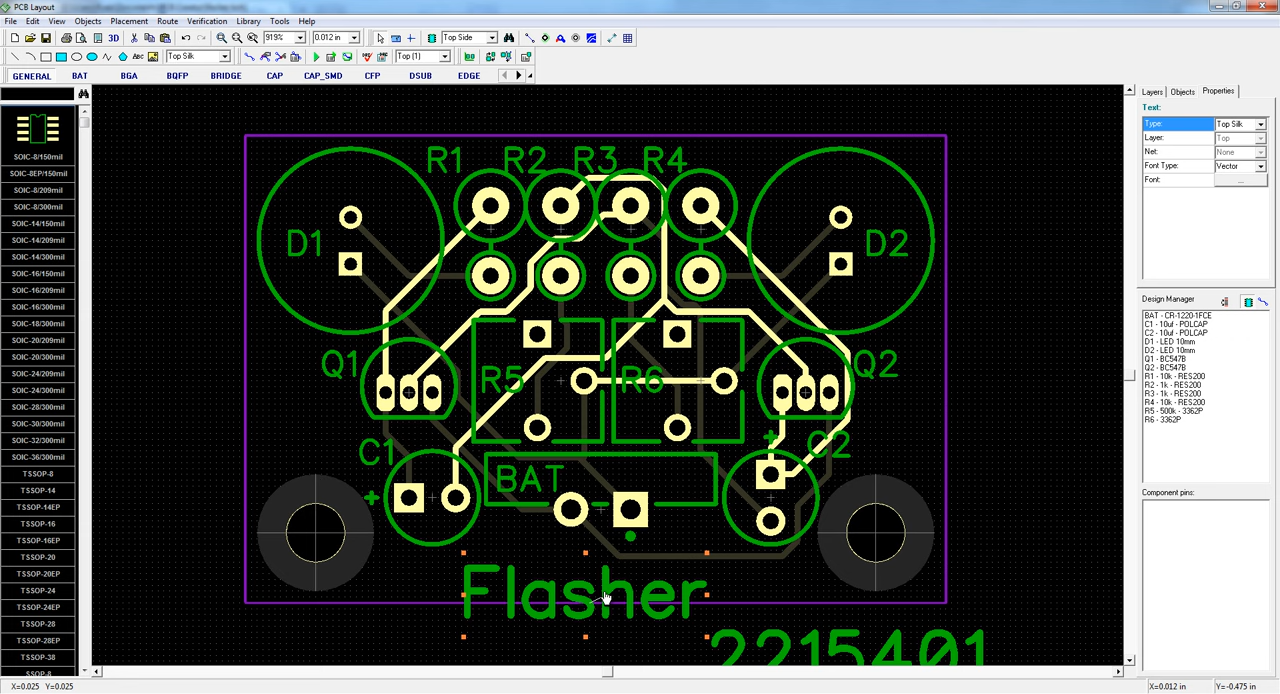 PCB Layout
File Edit View Objects Placement Route Verification Library Tools Help
3D 919% 0.012 in Top Side
Abc Top Silk Top (1)
GENERAL BAT BGA BQFP BRIDGE CAP CAP_SMD CFP DSUB EDGE
SOIC-8/150mil
SOIC-8EP/150mil
SOIC-8/209mil
SOIC-8/300mil
SOIC-14/150mil
SOIC-14/209mil
SOIC-14/300mil
SOIC-16/150mil
SOIC-16/209mil
SOIC-16/300mil
SOIC-18/300mil
SOIC-20/209mil
SOIC-20/300mil
SOIC-24/209mil
SOIC-24/300mil
SOIC-28/300mil
SOIC-30/300mil
SOIC-32/300mil
SOIC-36/300mil
TSSOP-8
TSSOP-14
TSSOP-14EP
TSSOP-16
TSSOP-16EP
TSSOP-20
TSSOP-20EP
TSSOP-24
TSSOP-24EP
TSSOP-28
TSSOP-28EP
TSSOP-38
SSOP-8
R1 R2 R3 R4
D1 D2
Q1 R5 R6 Q2
C1 + BAT + C2
Flasher
2215401
Layers Objects Properties
Text:
Type: Top Silk
Layer: Top
Net: None
Font Type: Vector
Font: ...
Design Manager
BAT - CR-1220-1FCE
C1 - 10uf - POLCAP
C2 - 10uf - POLCAP
D1 - LED 10mm
D2 - LED 10mm
Q1 - BC547B
Q2 - BC547B
R1 - 10k - RES200
R2 - 1k - RES200
R3 - 1k - RES200
R4 - 10k - RES200
R5 - 500k - 3362P
R6 - 3362P
Component pins:
X=0.025 Y=0.025 X=0.012 in Y=-0.475 in